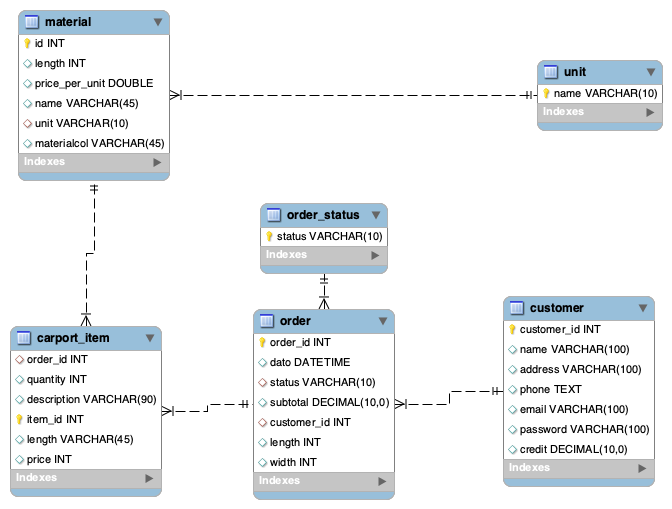 material
id INT
length INT
price_per_unit DOUBLE
name VARCHAR(45)
unit VARCHAR(10)
materialcol VARCHAR(45)
Indexes
unit
name VARCHAR(10)
Indexes
order_status
status VARCHAR(10)
Indexes
carport_item
order_id INT
quantity INT
description VARCHAR(90)
item_id INT
length VARCHAR(45)
price INT
Indexes
order
order_id INT
dato DATETIME
status VARCHAR(10)
subtotal DECIMAL(10,0)
customer_id INT
length INT
width INT
Indexes
customer
customer_id INT
name VARCHAR(100)
address VARCHAR(100)
phone TEXT
email VARCHAR(100)
password VARCHAR(100)
credit DECIMAL(10,0)
Indexes